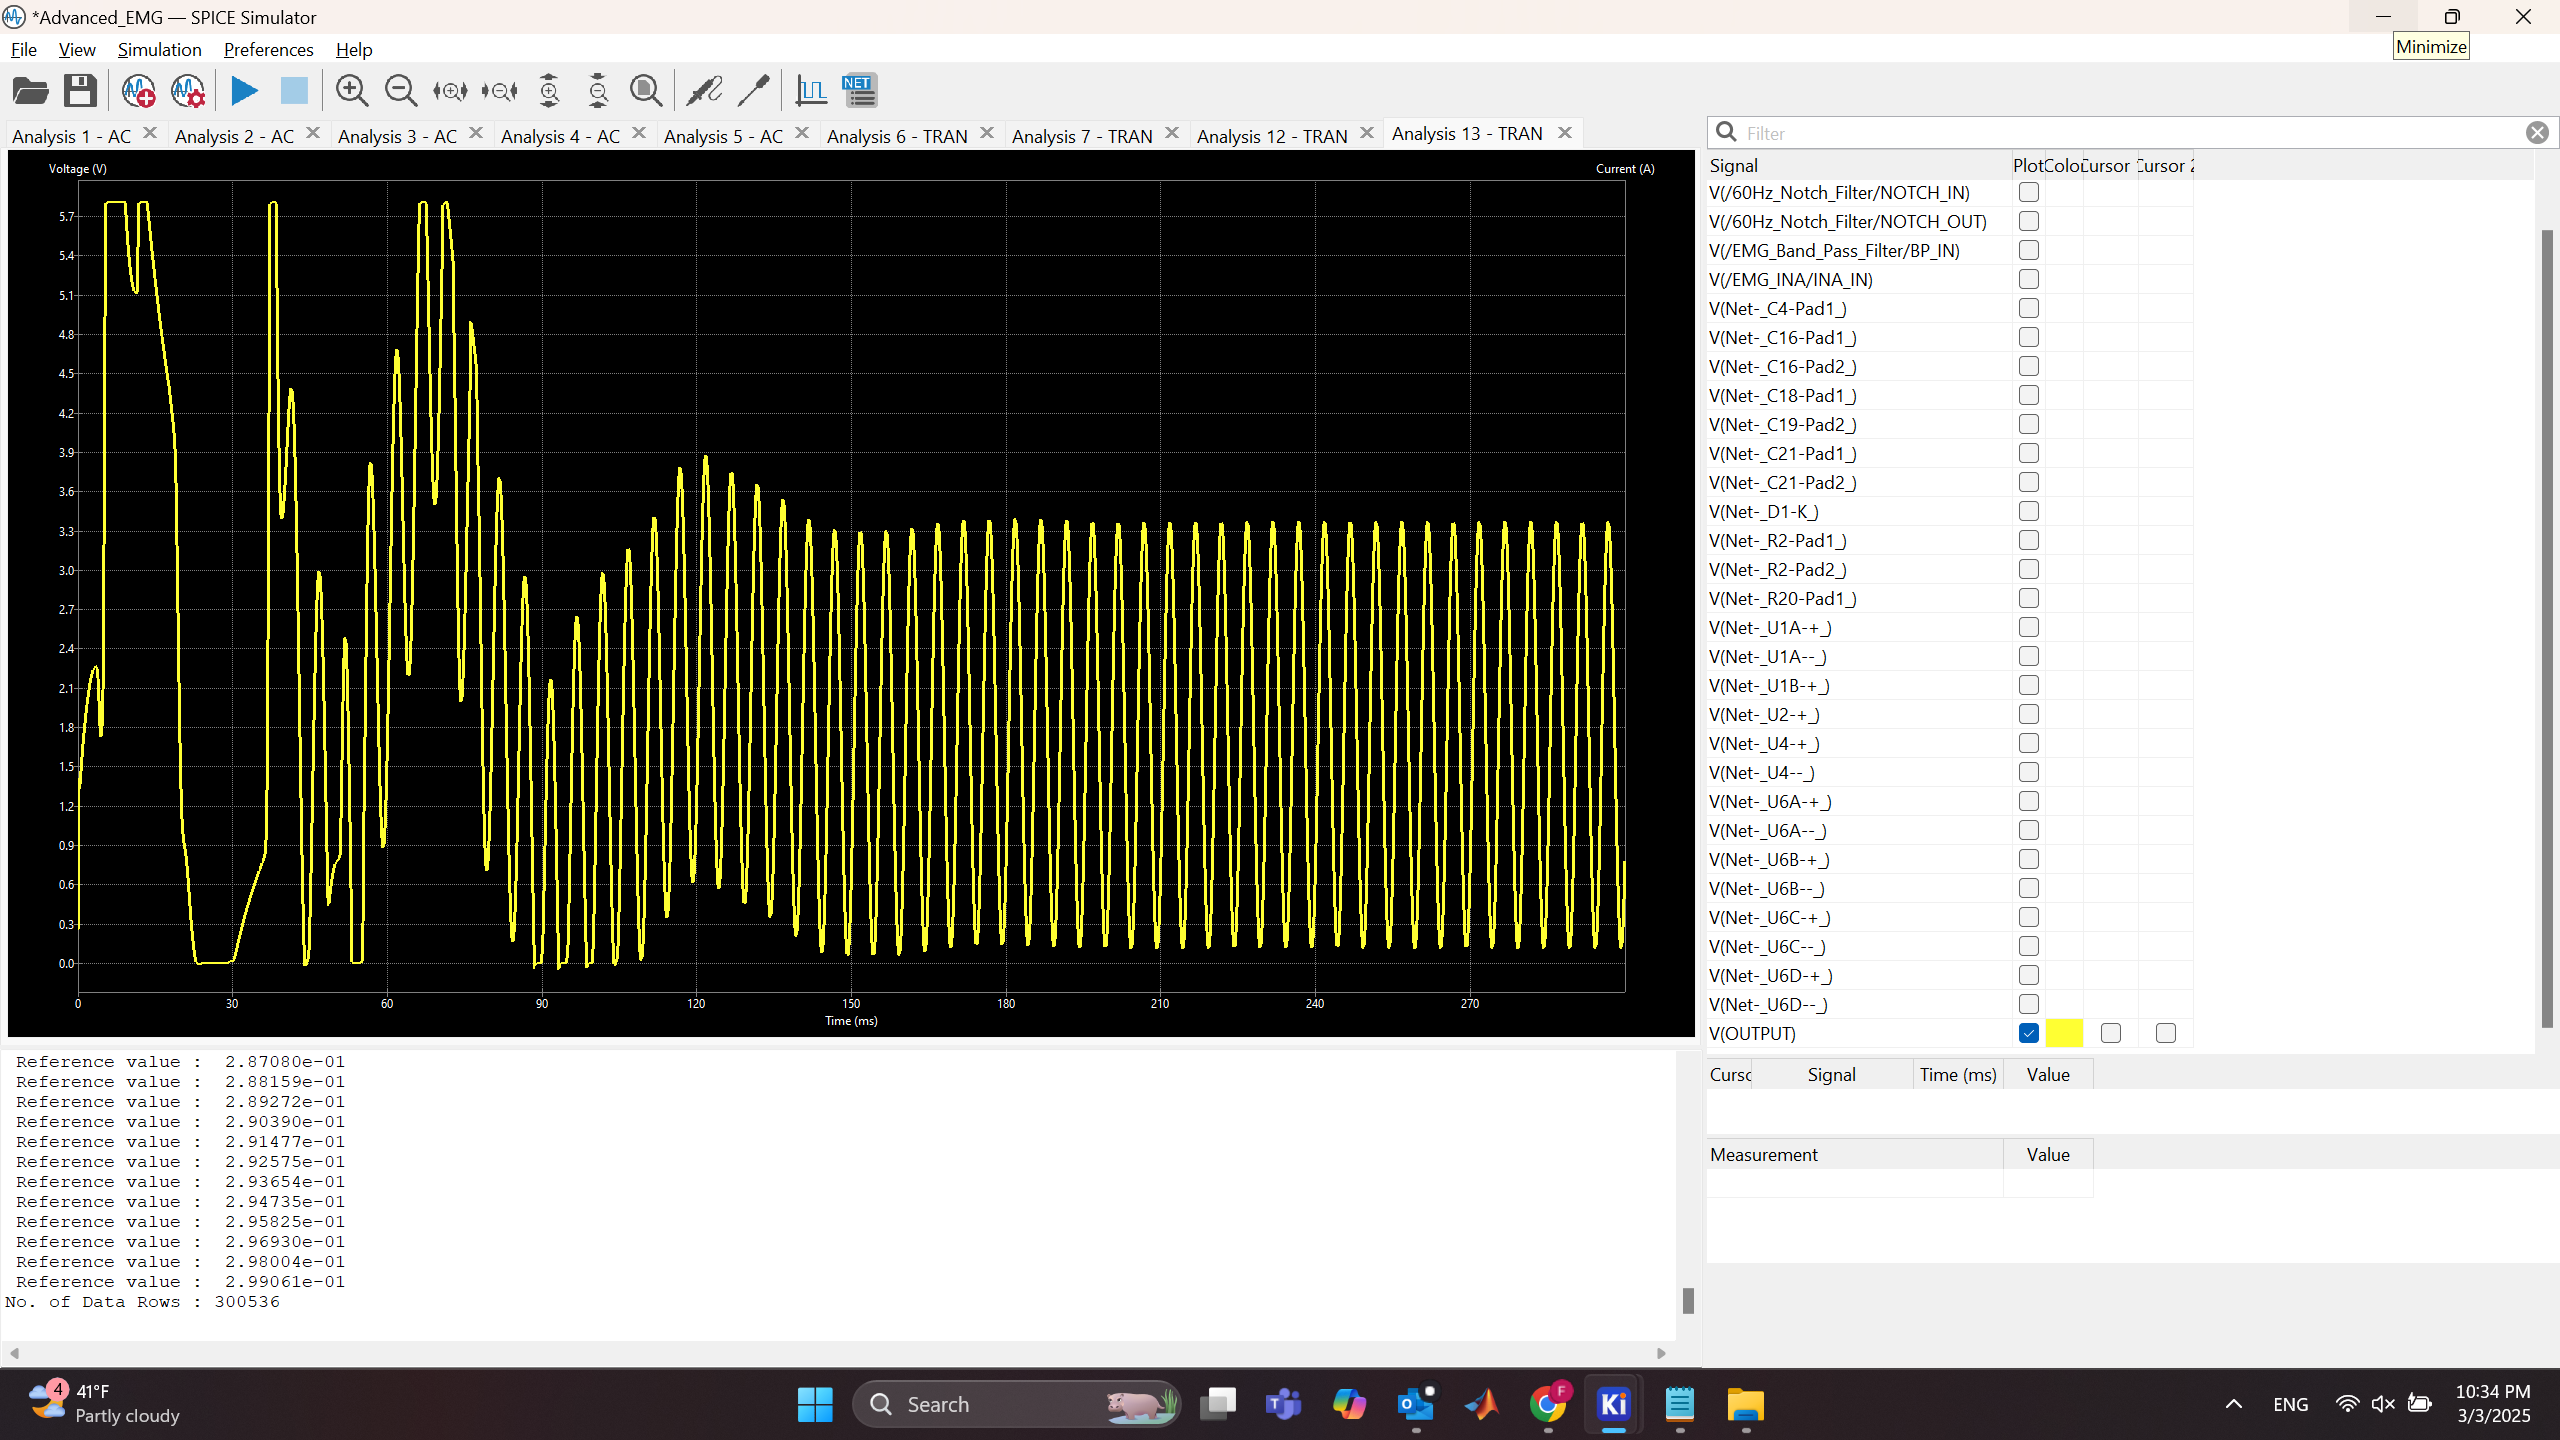 *Advanced_EMG — SPICE Simulator
File View Simulation Preferences Help
Minimize
NET
Analysis 1 - AC Analysis 2 - AC Analysis 3 - AC Analysis 4 - AC Analysis 5 - AC Analysis 6 - TRAN Analysis 7 - TRAN Analysis 12 - TRAN Analysis 13 - TRAN
Voltage (V) Current (A)
5.7
5.4
5.1
4.8
4.5
4.2
3.9
3.6
3.3
3.0
2.7
2.4
2.1
1.8
1.5
1.2
0.9
0.6
0.3
0.0
0 30 60 90 120 150 180 210 240 270
Time (ms)
Reference value : 2.87080e-01
Reference value : 2.88159e-01
Reference value : 2.89272e-01
Reference value : 2.90390e-01
Reference value : 2.91477e-01
Reference value : 2.92575e-01
Reference value : 2.93654e-01
Reference value : 2.94735e-01
Reference value : 2.95825e-01
Reference value : 2.96930e-01
Reference value : 2.98004e-01
Reference value : 2.99061e-01
No. of Data Rows : 300536
Filter
Signal Plot Colo Cursor Cursor 2
V(/60Hz_Notch_Filter/NOTCH_IN)
V(/60Hz_Notch_Filter/NOTCH_OUT)
V(/EMG_Band_Pass_Filter/BP_IN)
V(/EMG_INA/INA_IN)
V(Net-_C4-Pad1_)
V(Net-_C16-Pad1_)
V(Net-_C16-Pad2_)
V(Net-_C18-Pad1_)
V(Net-_C19-Pad2_)
V(Net-_C21-Pad1_)
V(Net-_C21-Pad2_)
V(Net-_D1-K_)
V(Net-_R2-Pad1_)
V(Net-_R2-Pad2_)
V(Net-_R20-Pad1_)
V(Net-_U1A-+_)
V(Net-_U1A--_)
V(Net-_U1B-+_)
V(Net-_U2-+_)
V(Net-_U4-+_)
V(Net-_U4--_)
V(Net-_U6A-+_)
V(Net-_U6A--_)
V(Net-_U6B-+_)
V(Net-_U6B--_)
V(Net-_U6C-+_)
V(Net-_U6C--_)
V(Net-_U6D-+_)
V(Net-_U6D--_)
V(OUTPUT)
Curso Signal Time (ms) Value
Measurement Value
4
41°F
Partly cloudy
Search
F
Ki
ENG
10:34 PM
3/3/2025